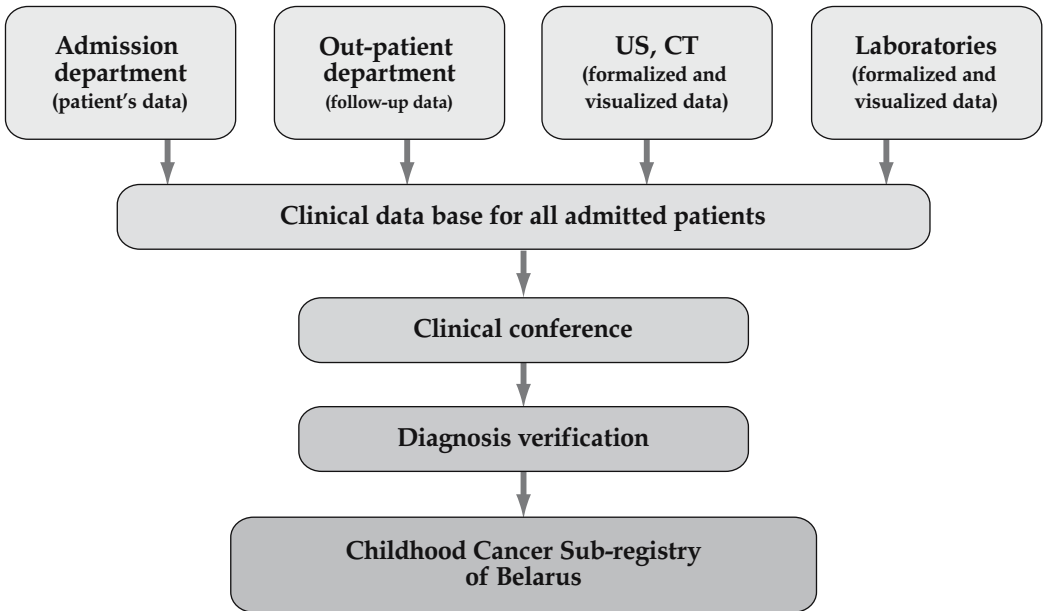 Admission
department
(patient's data)
Out-patient
department
(follow-up data)
US, CT
(formalized and
visualized data)
Laboratories
(formalized and
visualized data)
Clinical data base for all admitted patients
Clinical conference
Diagnosis verification
Childhood Cancer Sub-registry
of Belarus